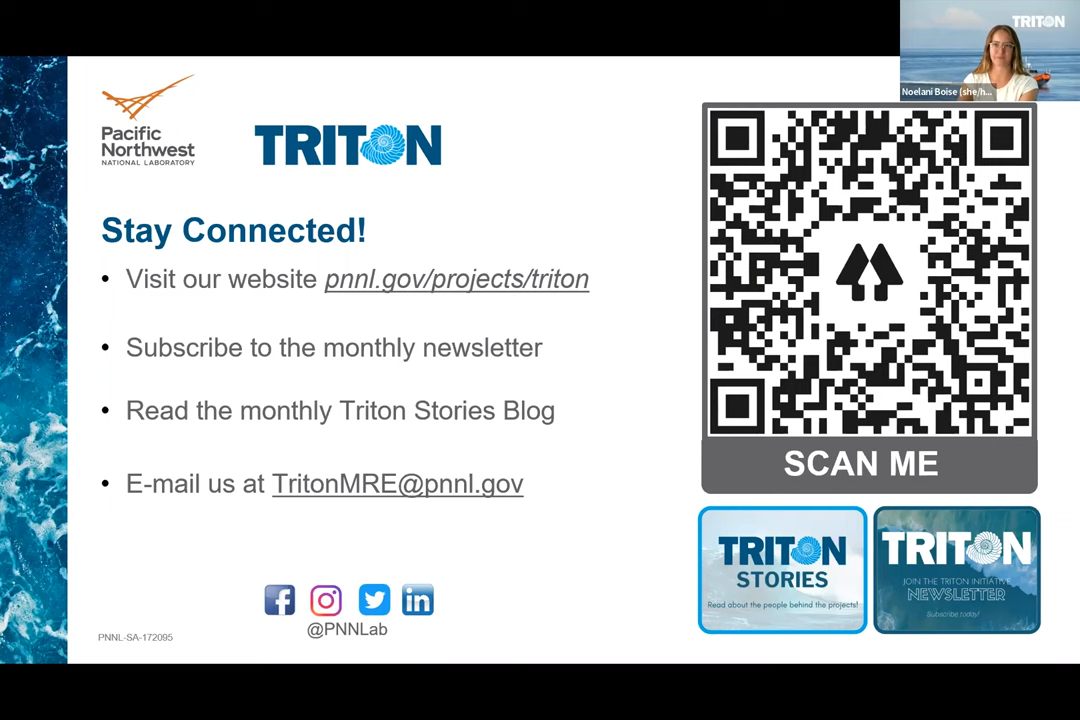 TRITON
Noelani Boise (she/h...
Pacific
Northwest
NATIONAL LABORATORY
TRITON
Stay Connected!
• Visit our website pnnl.gov/projects/triton
• Subscribe to the monthly newsletter
• Read the monthly Triton Stories Blog
• E-mail us at TritonMRE@pnnl.gov
@PNNLab
PNNL-SA-172095
SCAN ME
TRITON
STORIES
Read about the people behind the projects!
TRITON
JOIN THE TRITON INITIATIVE
NEWSLETTER
Subscribe today!